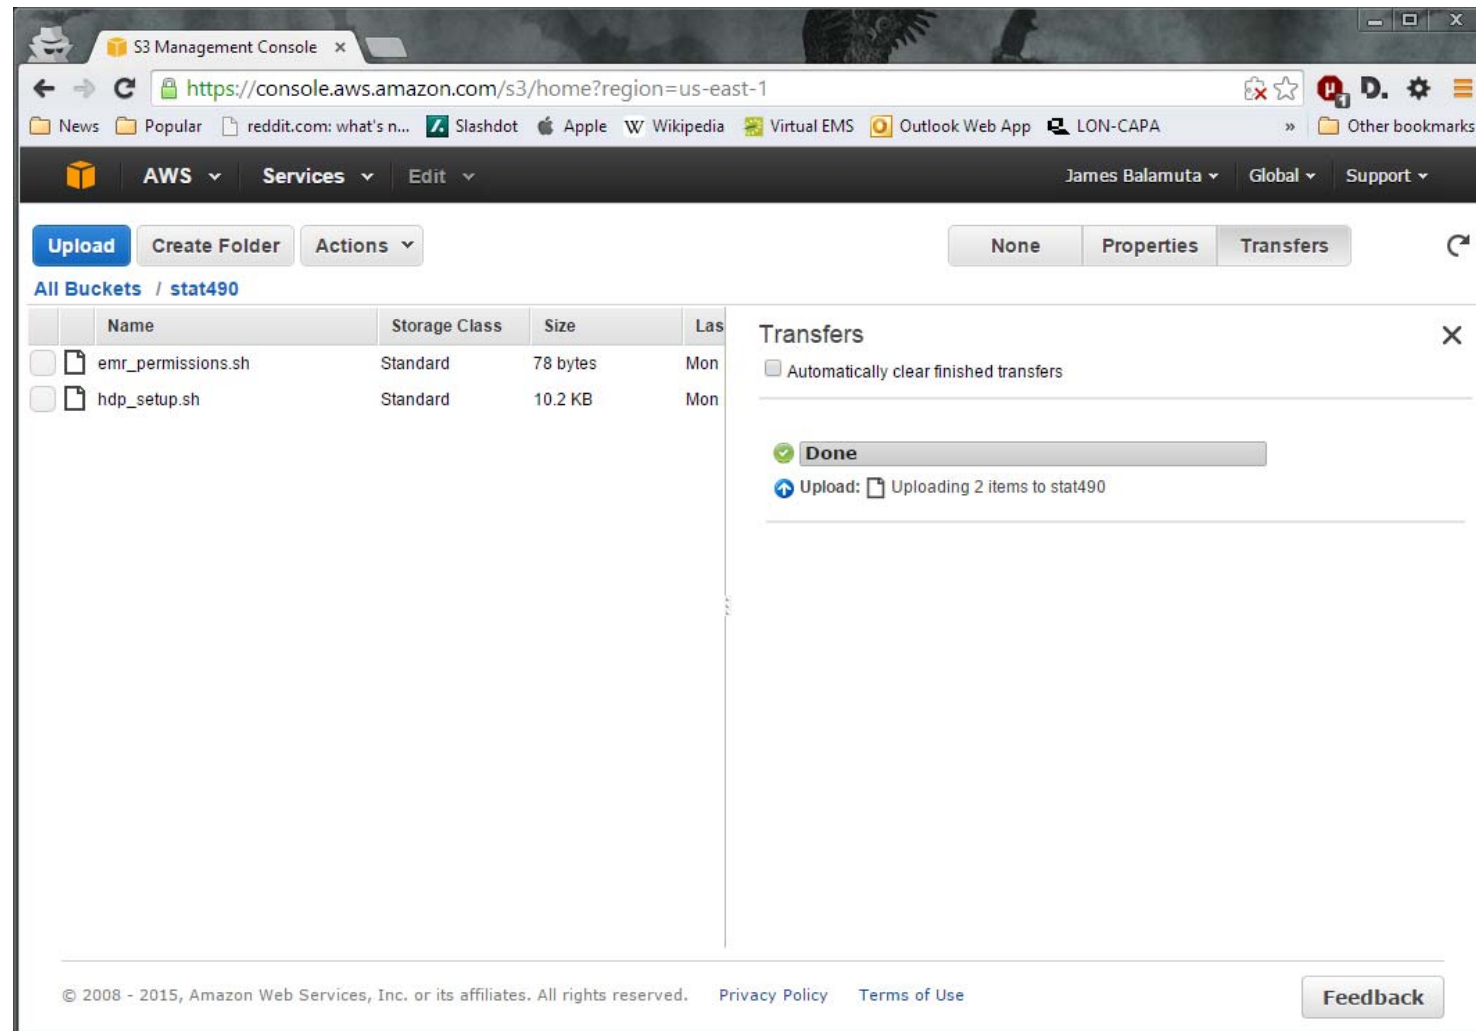 S3 Management Console
https://console.aws.amazon.com/s3/home?region=us-east-1
News Popular reddit.com: what's n... Slashdot Apple W Wikipedia Virtual EMS Outlook Web App LON-CAPA » Other bookmarks
AWS Services Edit James Balamuta Global Support
Upload Create Folder Actions None Properties Transfers
All Buckets / stat490
Name Storage Class Size Las
Transfers
emr_permissions.sh Standard 78 bytes Mon
Automatically clear finished transfers
hdp_setup.sh Standard 10.2 KB Mon
Done
Upload: Uploading 2 items to stat490
© 2008 - 2015, Amazon Web Services, Inc. or its affiliates. All rights reserved. Privacy Policy Terms of Use
Feedback